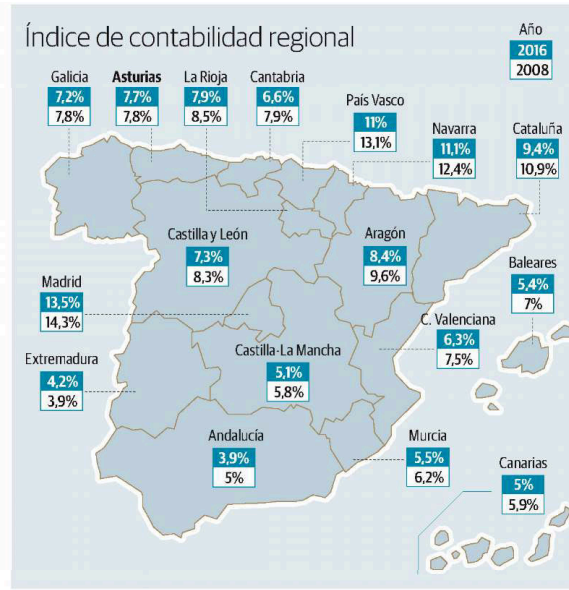 Índice de contabilidad regional
Año
2016
2008
Galicia
7,2%
7,8%
Asturias
7,7%
7,8%
La Rioja
7,9%
8,5%
Cantabria
6,6%
7,9%
País Vasco
11%
13,1%
Navarra
11,1%
12,4%
Cataluña
9,4%
10,9%
Castilla y León
7,3%
8,3%
Aragón
8,4%
9,6%
Baleares
5,4%
7%
Madrid
13,5%
14,3%
C. Valenciana
6,3%
7,5%
Castilla-La Mancha
5,1%
5,8%
Extremadura
4,2%
3,9%
Andalucía
3,9%
5%
Murcia
5,5%
6,2%
Canarias
5%
5,9%